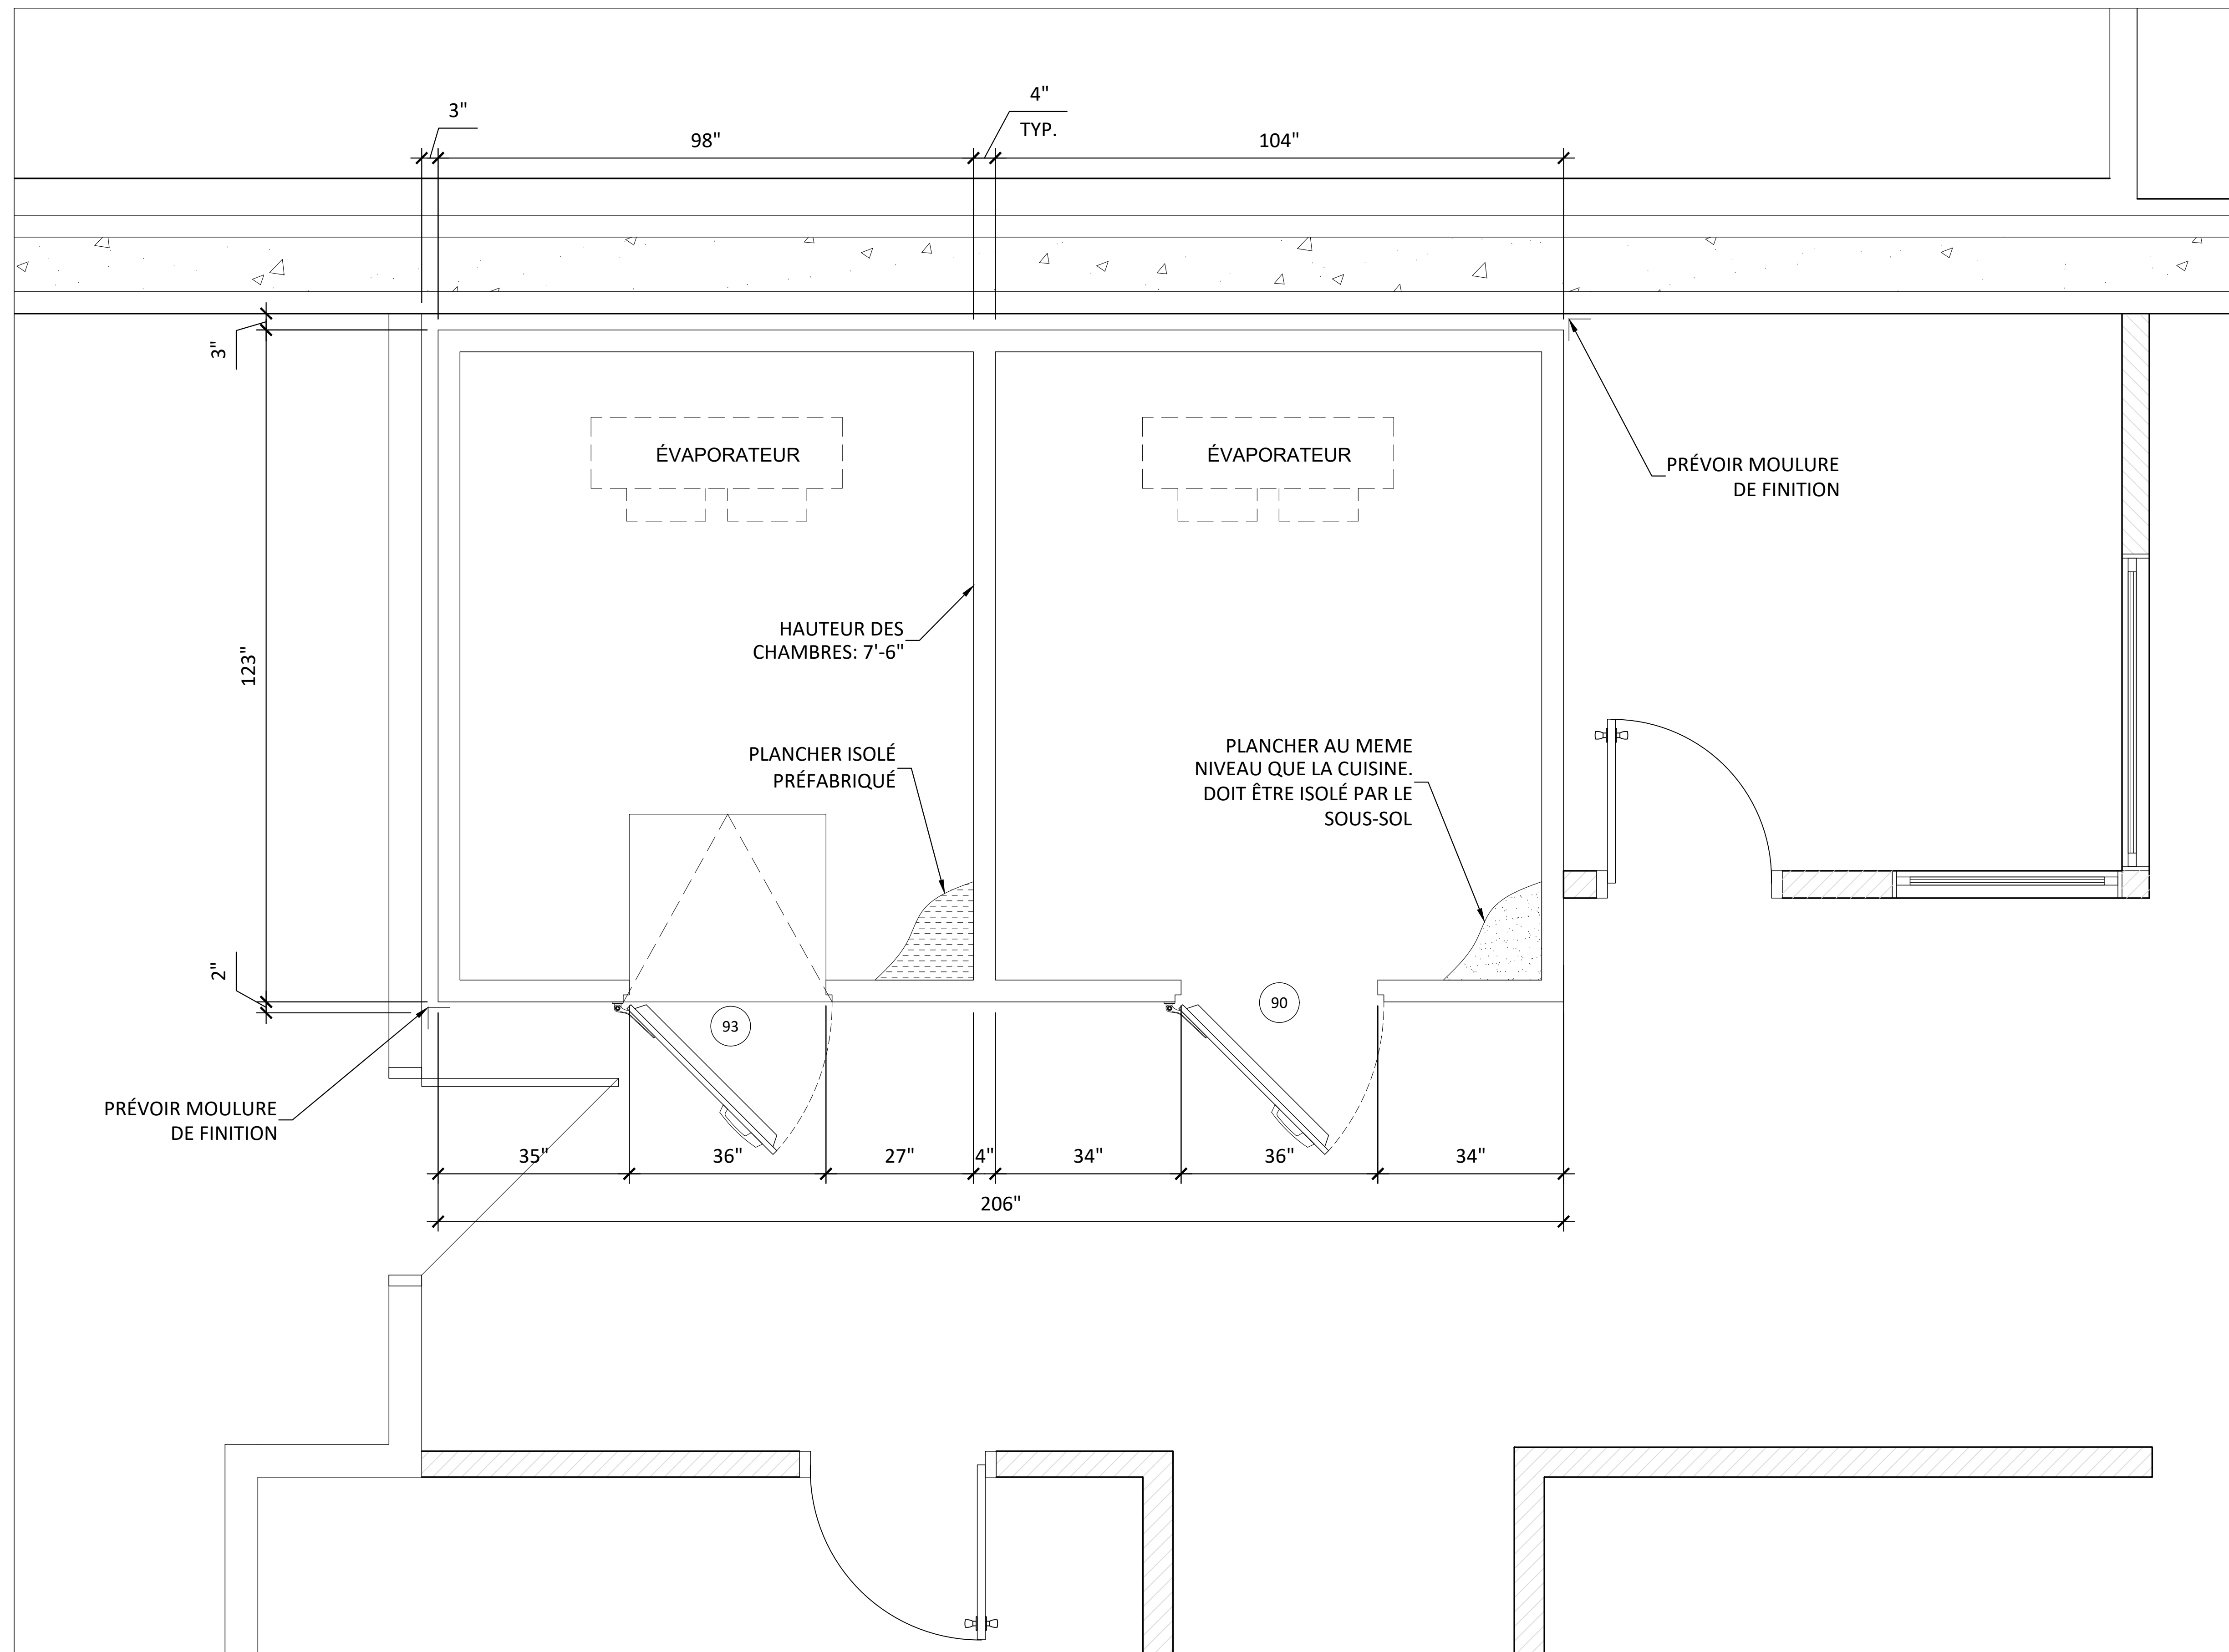 3"
4"
TYP.
98"
104"
3"
ÉVAPORATEUR
ÉVAPORATEUR
PRÉVOIR MOULURE
DE FINITION
HAUTEUR DES
CHAMBRES: 7'-6"
123"
PLANCHER ISOLÉ
PRÉFABRIQUÉ
PLANCHER AU MEME
NIVEAU QUE LA CUISINE.
DOIT ÊTRE ISOLÉ PAR LE
SOUS-SOL
2"
93
90
PRÉVOIR MOULURE
DE FINITION
35"
36"
27"
4"
34"
36"
34"
206"